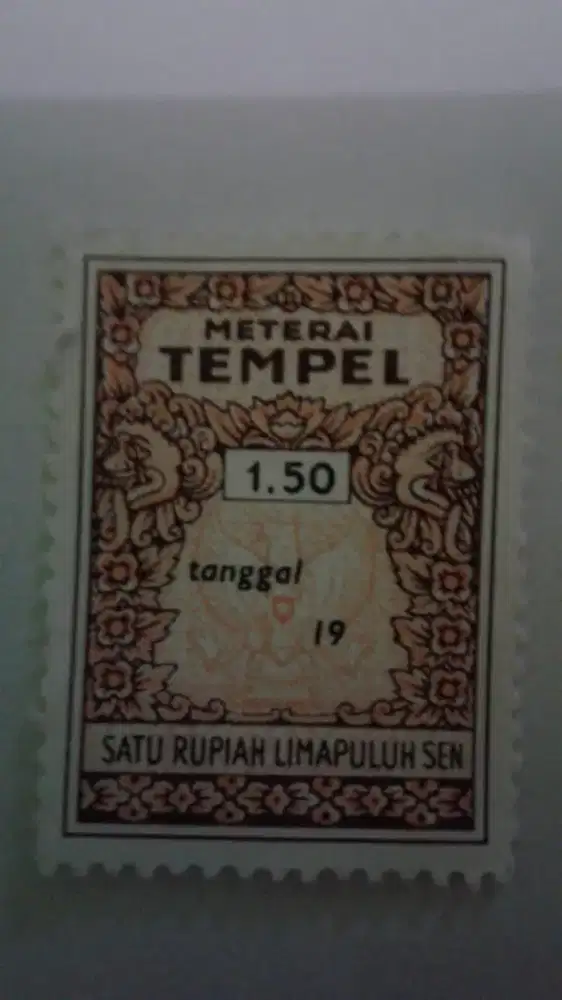 METERAI
TEMPEL
1.50
tanggal
19
SATU RUPIAH LIMAPULUH SEN